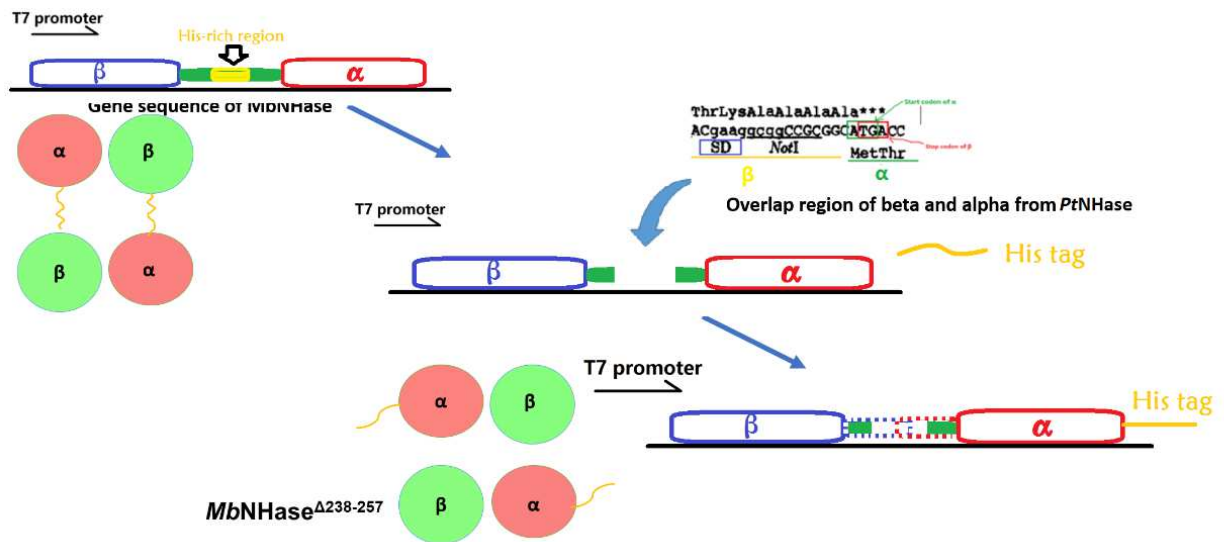 T7 promoter
His-rich region
β
α
Gene sequence of MbNHase
α
β
β
α
ThrLysAlaAlaAlaAla***
Start codon of α
ACgaaggcggCCGCGGCATGACC
Stop codon of β
SD
NotI
MetThr
β
α
Overlap region of beta and alpha from PtNHase
T7 promoter
His tag
β
α
T7 promoter
α
β
His tag
β
α
β
α
MbNHaseΔ238-257